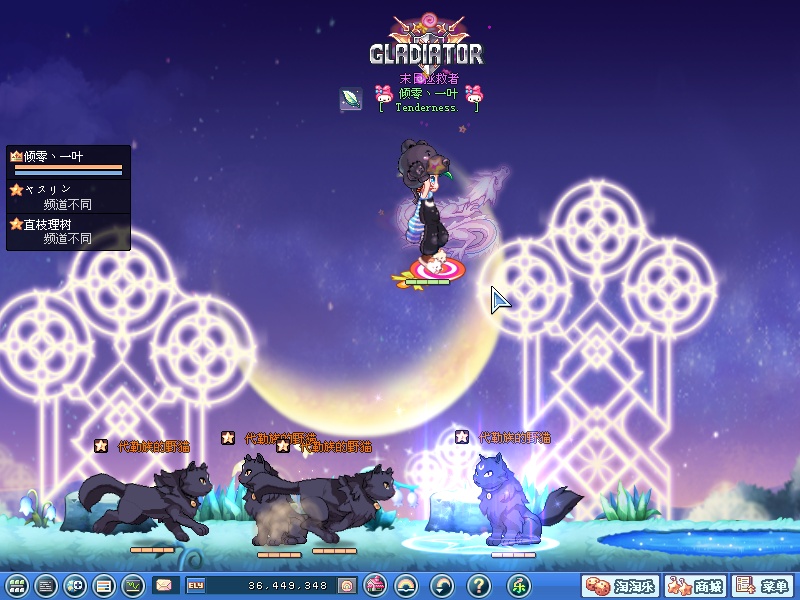 GLADIATOR
末日拯救者
倾零丶一叶
Tenderness.
倾零丶一叶
ヤスリン
频道不同
直枝理树
频道不同
代勤族的野猫
代勤族的野猫
代勤族的野猫
代勤族的野猫
ELY
36,449,348
乐
淘淘乐
商城
菜单